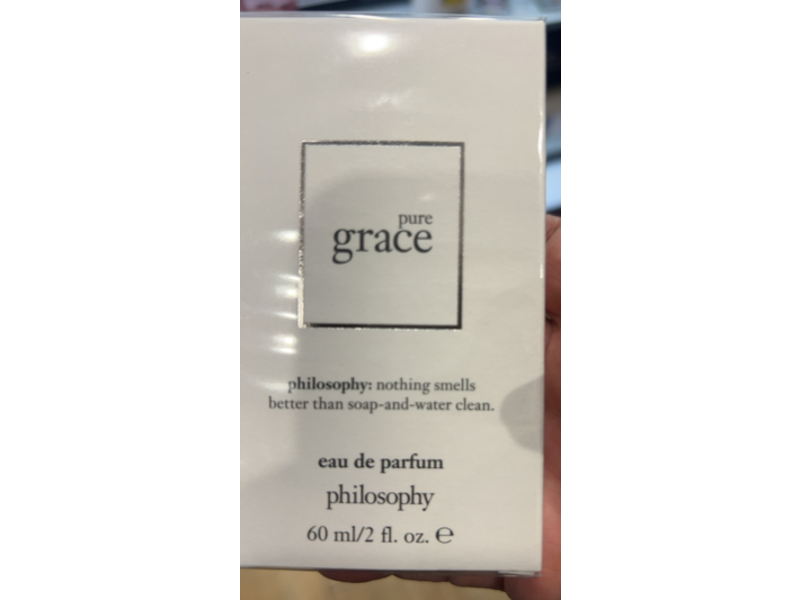 pure
grace
philosophy: nothing smells
better than soap-and-water clean.
eau de parfum
philosophy
60 ml/2 fl. oz. ℮